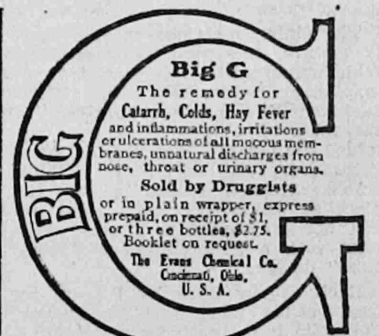 BIG
Big G
The remedy for
Catarrh, Colds, Hay Fever
and inflammations, irritations
or ulcerations of all mucous mem-
branes, unnatural discharges from
nose, throat or urinary organs.
Sold by Druggists
or in plain wrapper, express
prepaid, on receipt of $1,
or three bottles, $2.75.
Booklet on request.
The Evans Chemical Co.
Cincinnati, Ohio,
U. S. A.